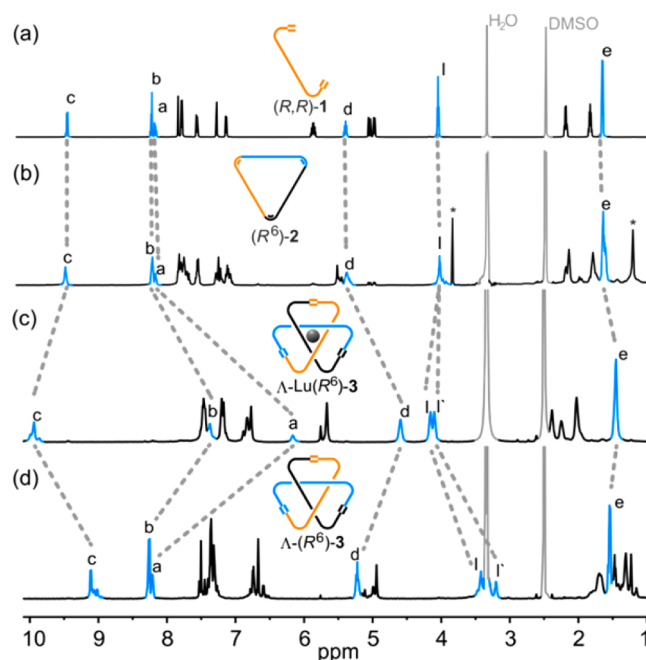 (a)
H₂O
DMSO
c
b
a
(R,R)-1
d
l
e
(b)
c
b
a
(R⁶)-2
d
l
*
e
*
(c)
c
b
a
Λ-Lu(R⁶)-3
d
l
l`
e
(d)
c
b
a
Λ-(R⁶)-3
d
l
l`
e
10 9 8 7 6 5 4 3 2 1
ppm